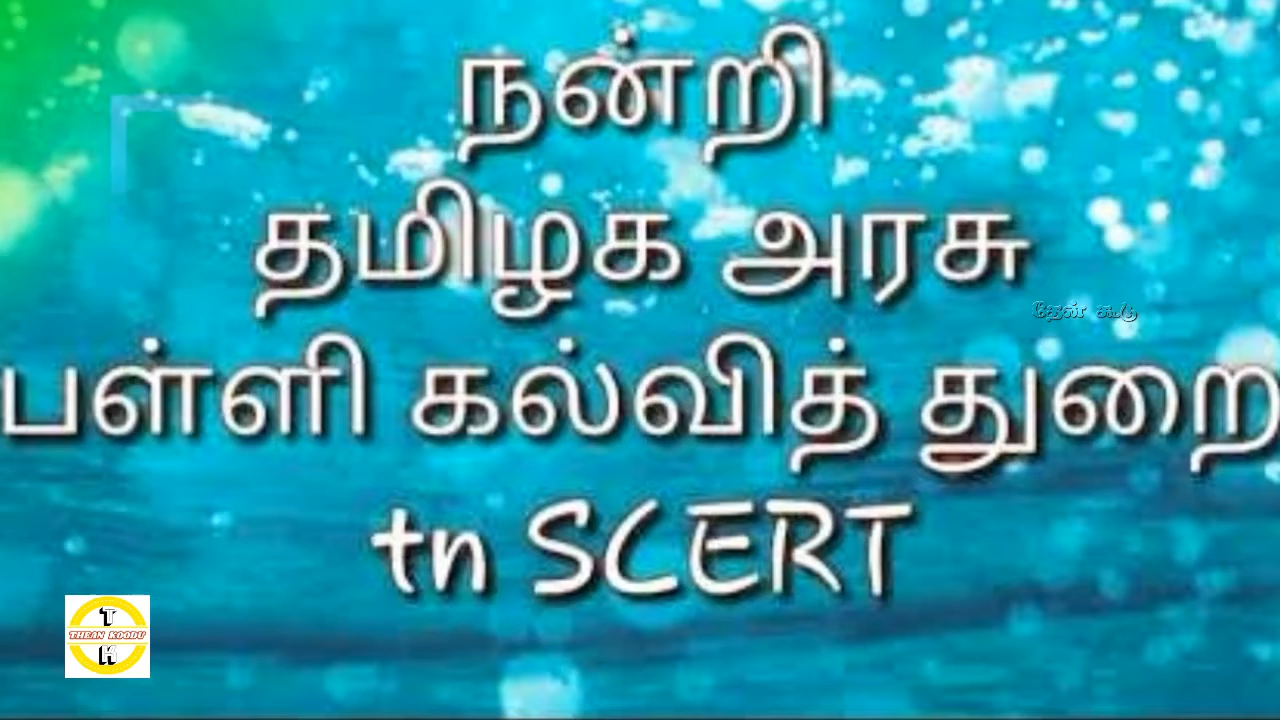 நன்றி
தமிழக அரசு
தேன் கூடு
பள்ளி கல்வித் துறை
tn SCERT
T
THEAN KOODU
K